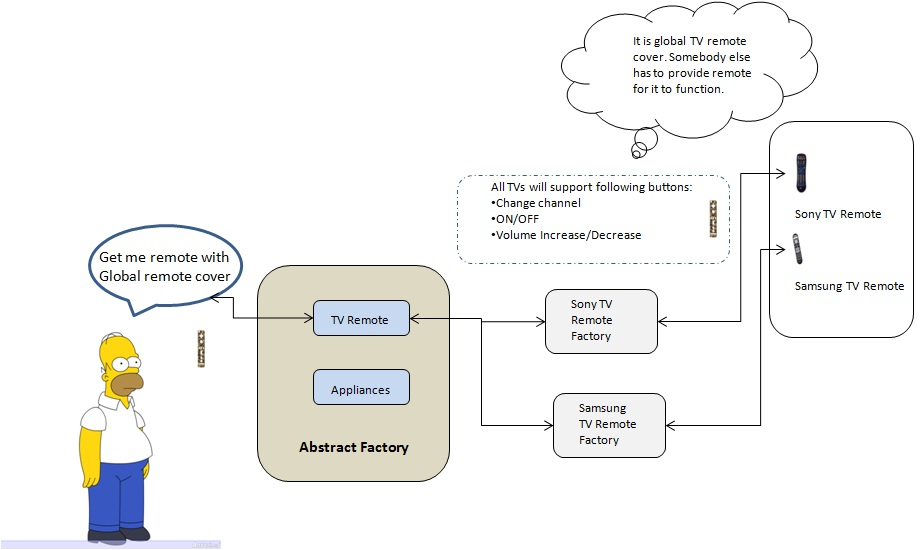 It is global TV remote
cover. Somebody else
has to provide remote
for it to function.
All TVs will support following buttons:
•Change channel
•ON/OFF
•Volume Increase/Decrease
Sony TV Remote
Samsung TV Remote
Get me remote with
Global remote cover
TV Remote
Appliances
Abstract Factory
Sony TV
Remote
Factory
Samsung
TV Remote
Factory